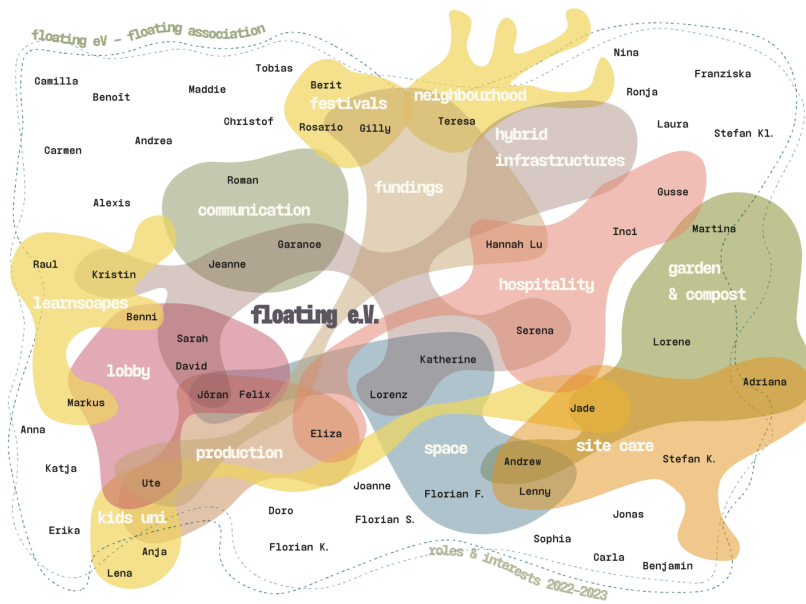 floating eV – floating association
Nina
Tobias
Franziska
Camilla
Berit
Maddie
Ronja
Benoît
festivals
neighbourhood
Christof
Rosario
Gilly
Teresa
Laura
Stefan Kl.
Andrea
hybrid
infrastructures
Carmen
Roman
fundings
Gusse
Alexis
communication
Martina
Inci
Garance
Hannah Lu
Raul
Kristin
Jeanne
garden
& compost
hospitality
learnscapes
Benni
floating e.V.
Sarah
Serena
Lorene
David
lobby
Katherine
Adriana
Markus
Jöran
Felix
Lorenz
Jade
Anna
Eliza
production
space
site care
Katja
Andrew
Stefan K.
Ute
Joanne
Florian F.
Lenny
kids uni
Doro
Florian S.
Jonas
Erika
Sophia
Anja
Florian K.
roles & interests 2022–2023
Carla
Benjamin
Lena